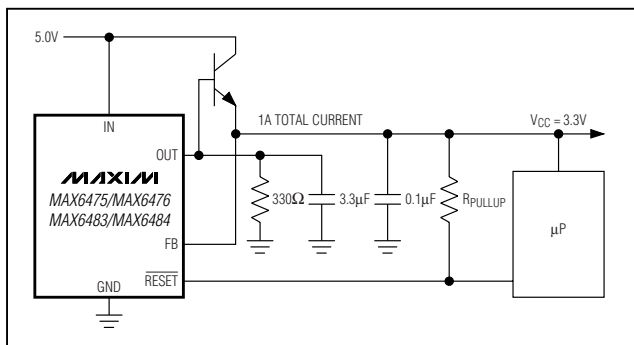 5.0V
IN
1A TOTAL CURRENT
VCC = 3.3V
OUT
MAXIM
MAX6475/MAX6476
MAX6483/MAX6484
330Ω
3.3µF
0.1µF
RPULLUP
µP
FB
GND
RESET